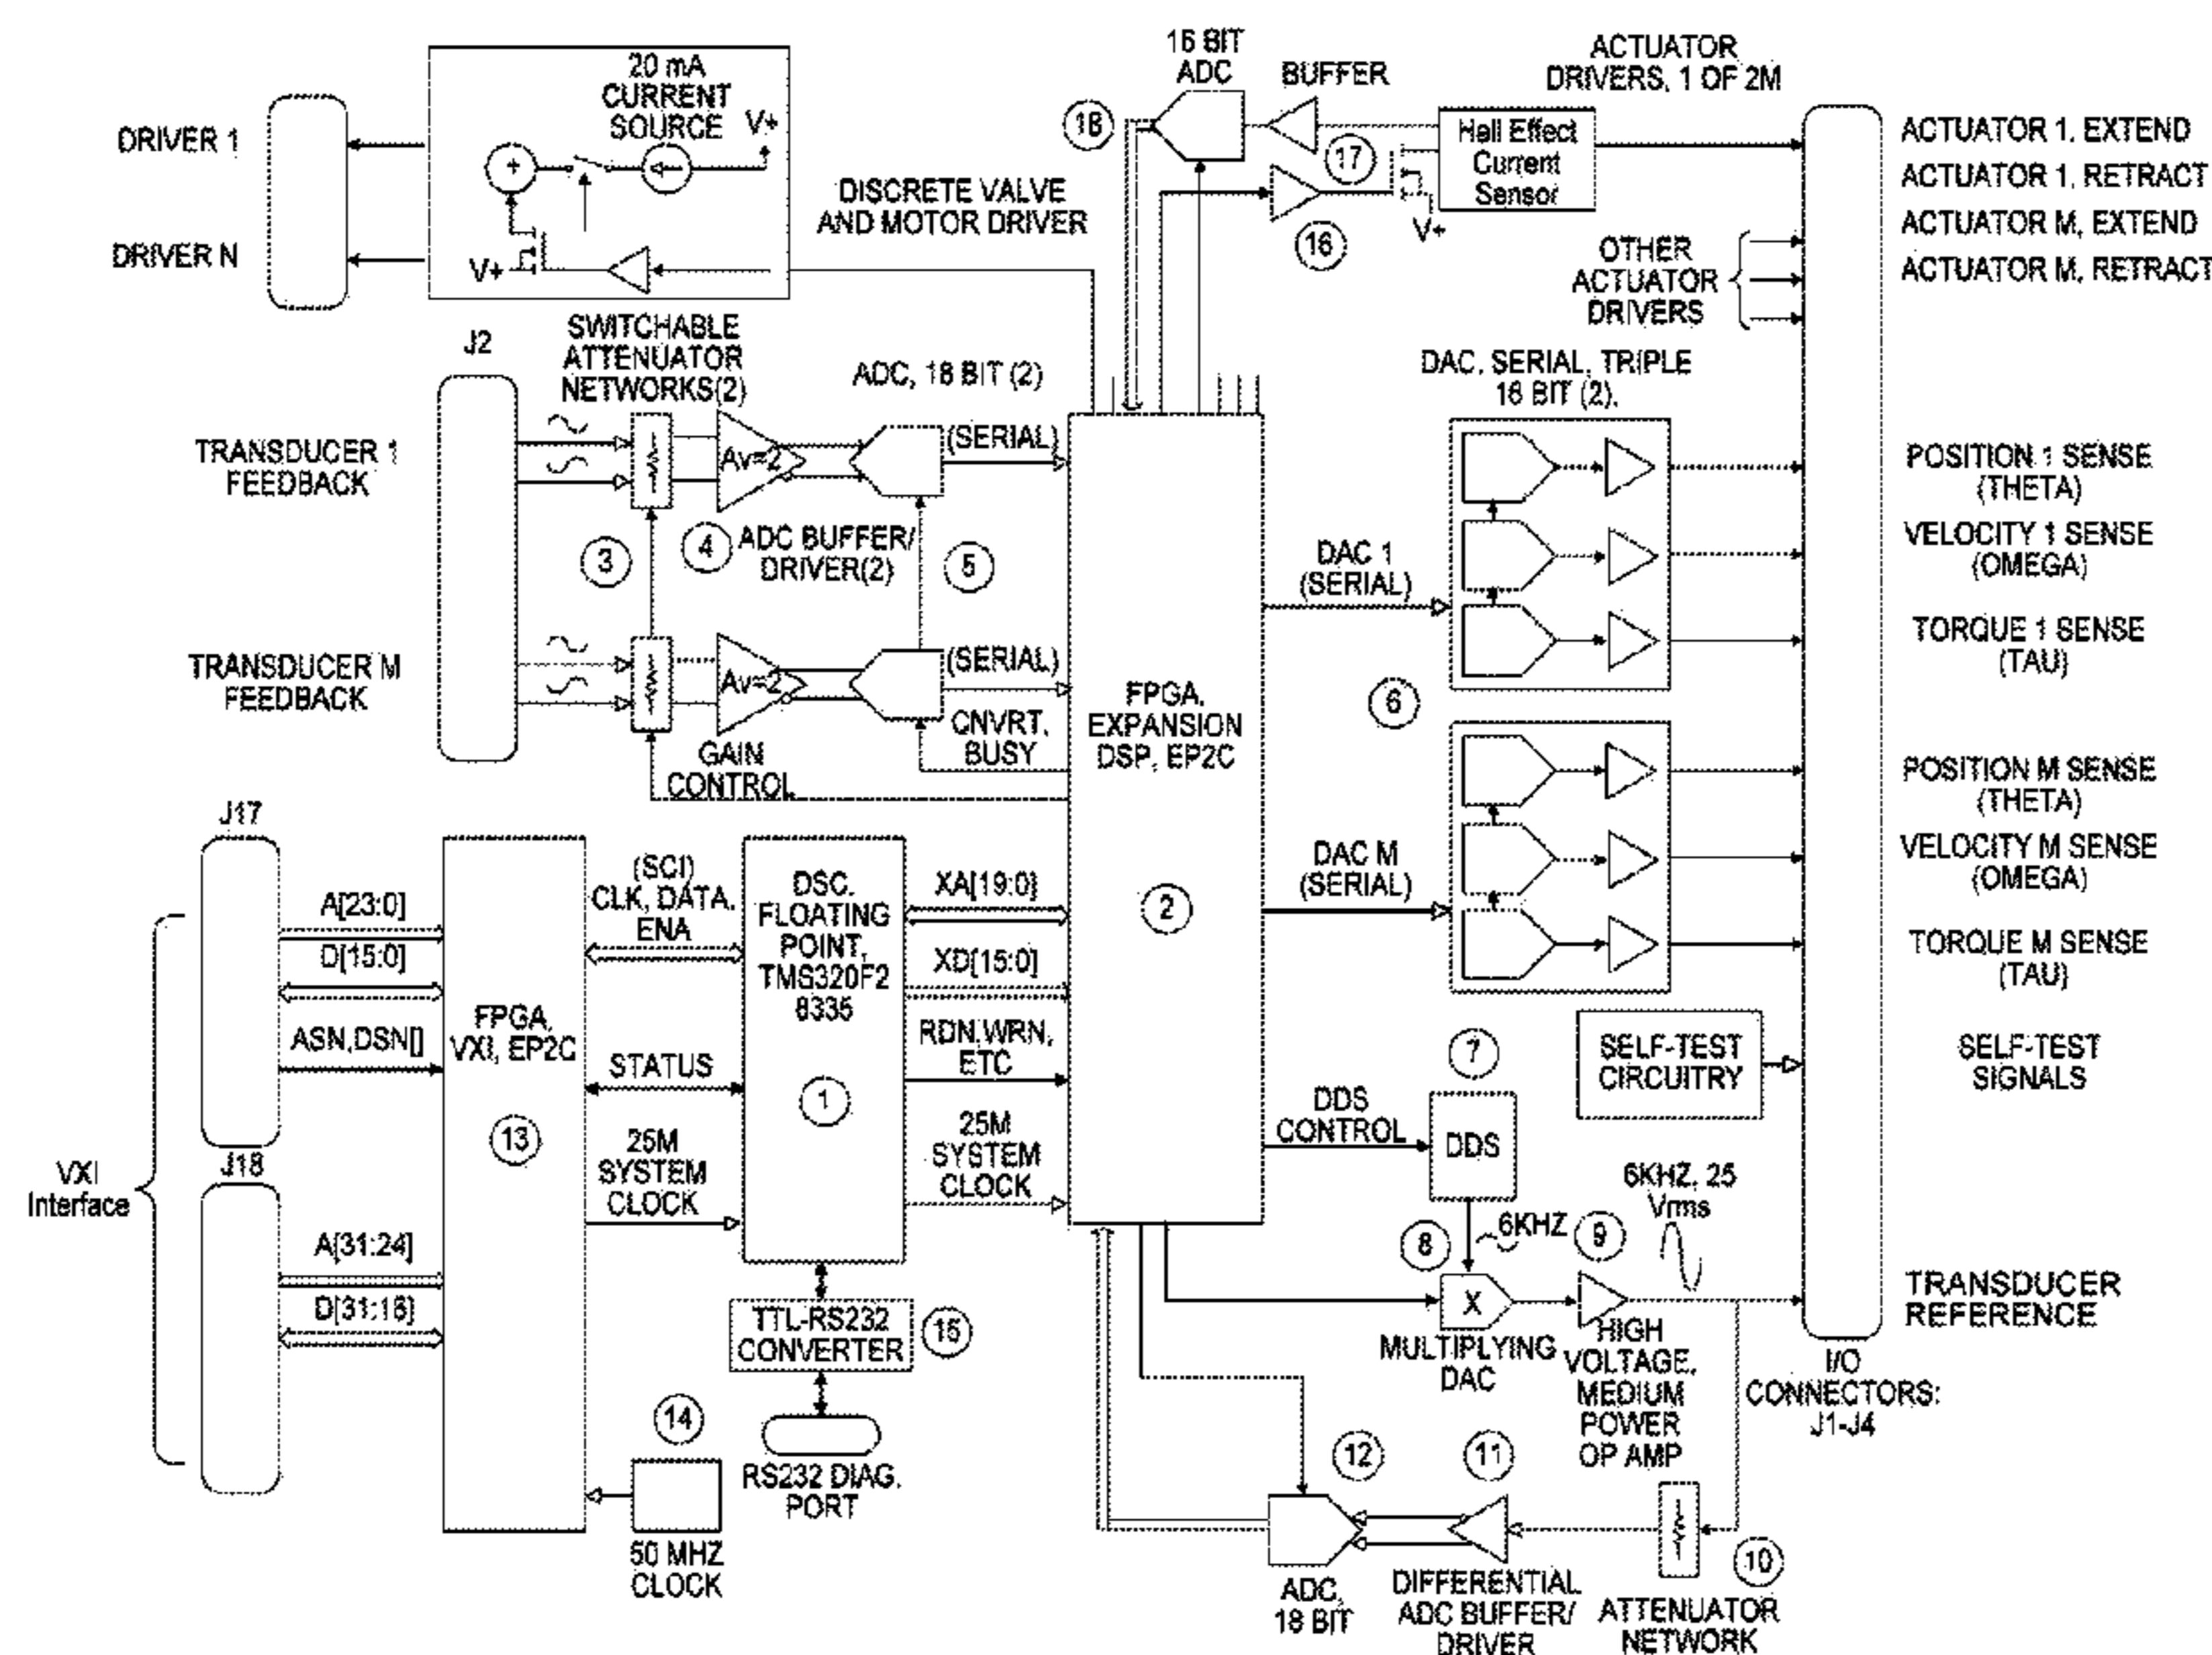 16 BIT
ADC
BUFFER
ACTUATOR
DRIVERS, 1 OF 2M
20 mA
CURRENT
SOURCE
V+
DRIVER 1
DRIVER N
V+
+
DISCRETE VALVE
AND MOTOR DRIVER
18
17
16
V+
Hall Effect
Current
Sensor
ACTUATOR 1, EXTEND
ACTUATOR 1, RETRACT
ACTUATOR M, EXTEND
ACTUATOR M, RETRACT
OTHER
ACTUATOR
DRIVERS
J2
SWITCHABLE
ATTENUATOR
NETWORKS(2)
ADC, 18 BIT (2)
DAC, SERIAL, TRIPLE
16 BIT (2),
TRANSDUCER 1
FEEDBACK
Av=2
(SERIAL)
3
4
ADC BUFFER/
DRIVER(2)
5
TRANSDUCER M
FEEDBACK
Av=2
(SERIAL)
CNVRT,
BUSY
GAIN
CONTROL
FPGA,
EXPANSION
DSP, EP2C
2
DAC 1
(SERIAL)
6
DAC M
(SERIAL)
POSITION 1 SENSE
(THETA)
VELOCITY 1 SENSE
(OMEGA)
TORQUE 1 SENSE
(TAU)
POSITION M SENSE
(THETA)
VELOCITY M SENSE
(OMEGA)
TORQUE M SENSE
(TAU)
J17
A[23:0]
D[15:0]
ASN,DSN[]
J18
VXI
Interface
A[31:24]
D[31:16]
FPGA,
VXI, EP2C
13
(SCI)
CLK, DATA,
ENA
STATUS
25M
SYSTEM
CLOCK
DSC,
FLOATING
POINT,
TMS320F2
8335
1
XA[19:0]
XD[15:0]
RDN,WRN,
ETC
25M
SYSTEM
CLOCK
TTL-RS232
CONVERTER
15
RS232 DIAG.
PORT
14
50 MHZ
CLOCK
7
DDS
CONTROL
DDS
SELF-TEST
CIRCUITRY
SELF-TEST
SIGNALS
8
6KHZ
9
6KHZ, 25
Vrms
X
MULTIPLYING
DAC
HIGH
VOLTAGE,
MEDIUM
POWER
OP AMP
TRANSDUCER
REFERENCE
I/O
CONNECTORS:
J1-J4
12
11
10
ADC,
18 BIT
DIFFERENTIAL
ADC BUFFER/
DRIVER
ATTENUATOR
NETWORK